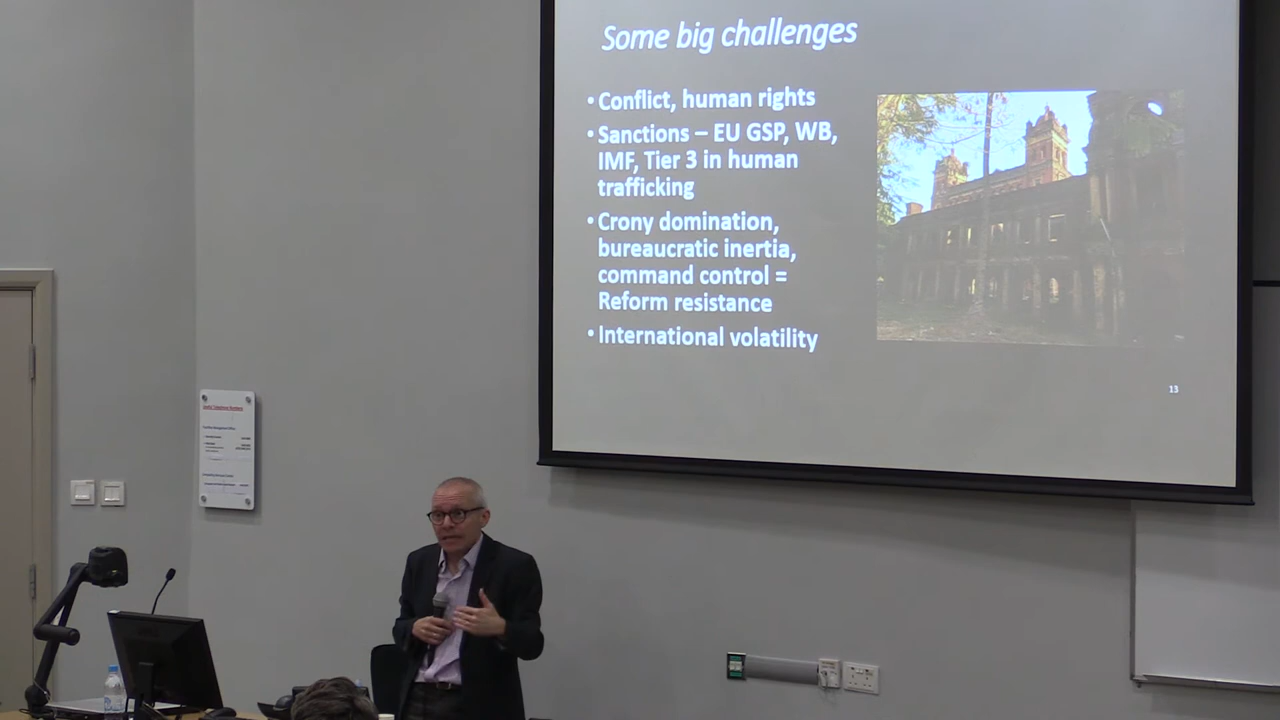 Some big challenges
• Conflict, human rights
• Sanctions – EU GSP, WB,
IMF, Tier 3 in human
trafficking
• Crony domination,
bureaucratic inertia,
command control =
Reform resistance
• International volatility
13